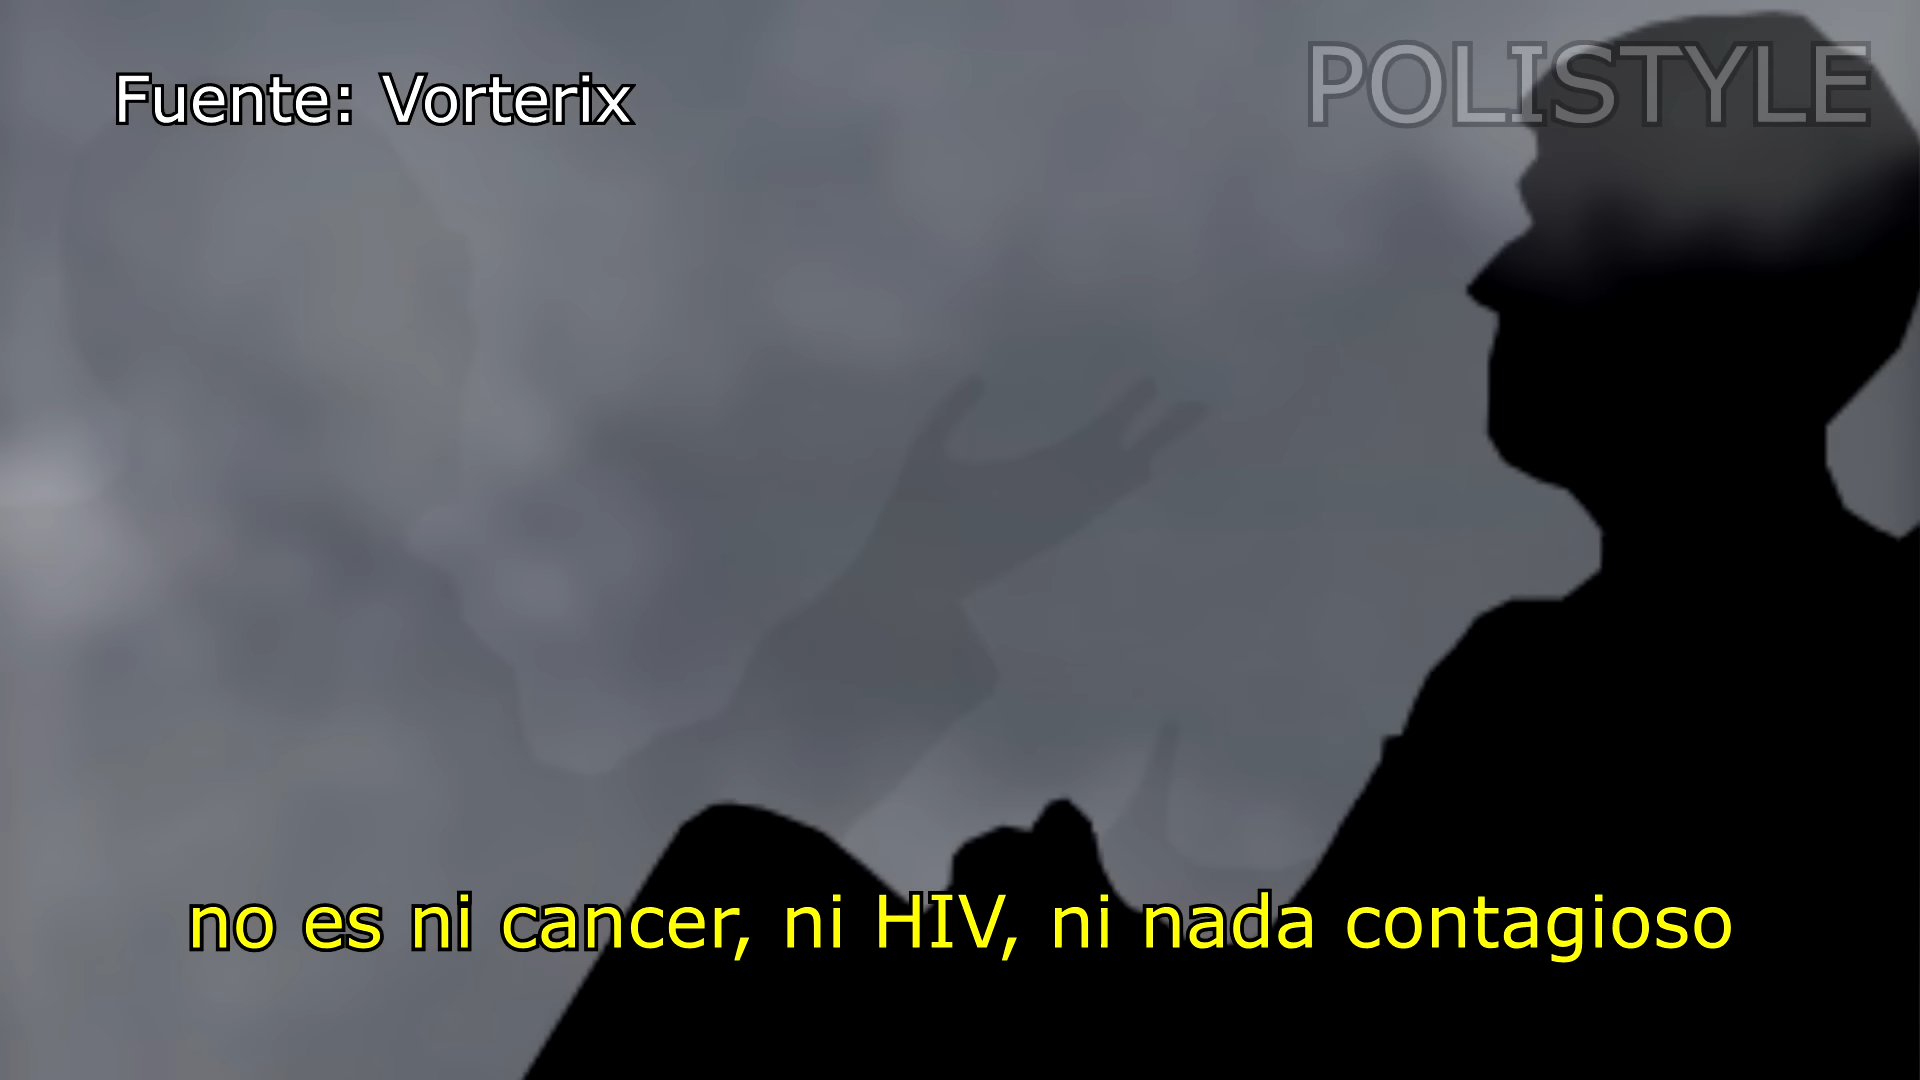 Fuente: Vorterix
POLISTYLE
no es ni cancer, ni HIV, ni nada contagioso